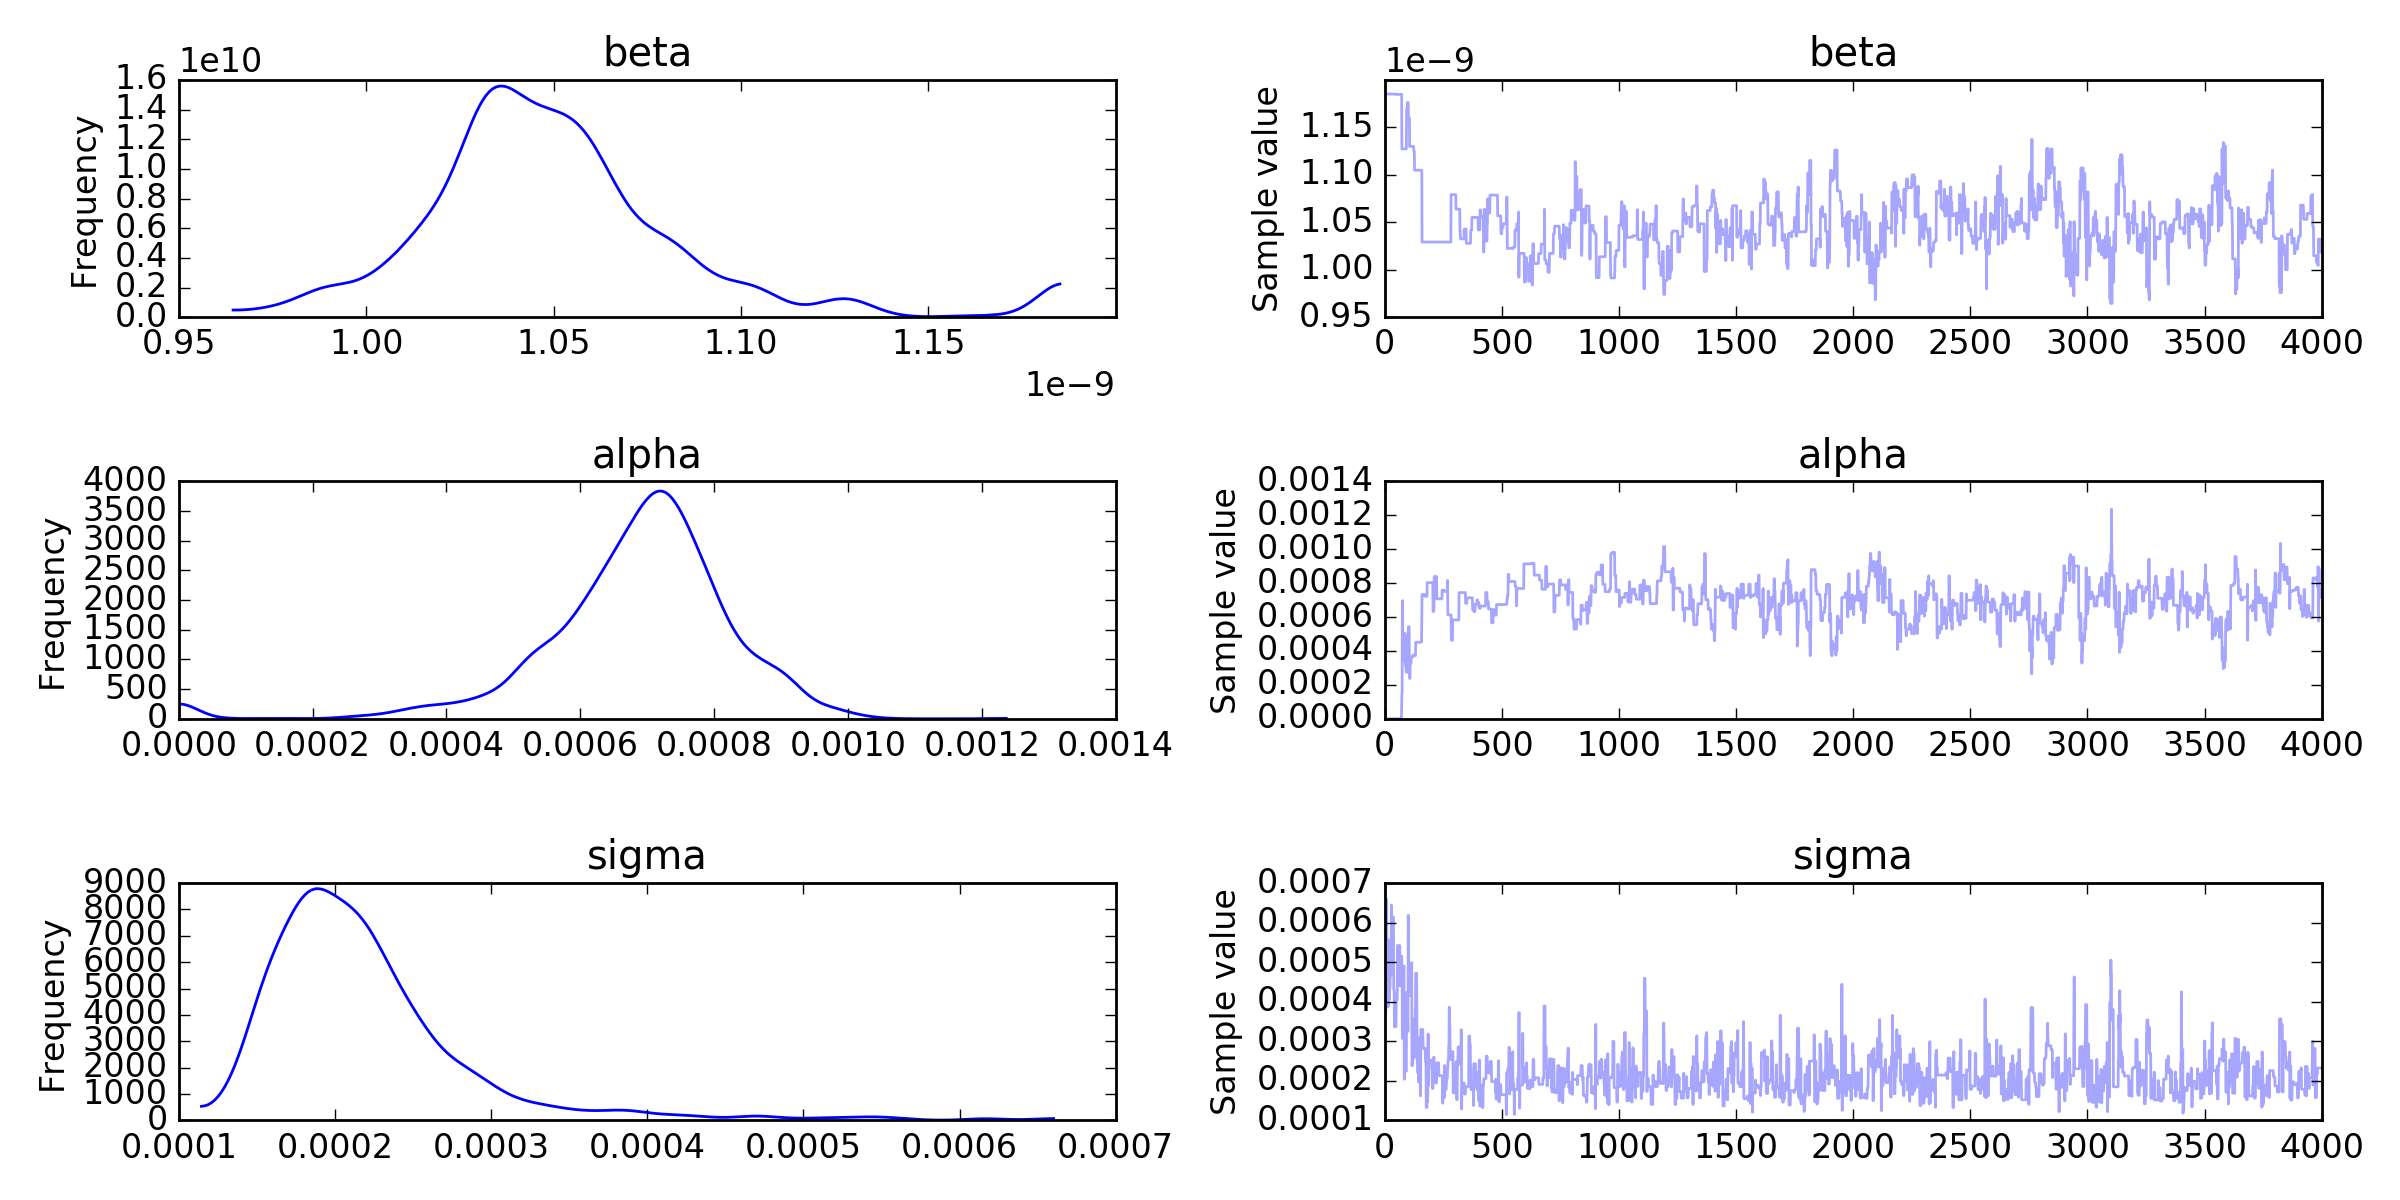 beta
1e10
Frequency
1.6
1.4
1.2
1.0
0.8
0.6
0.4
0.2
0.0
0.95 1.00 1.05 1.10 1.15
1e−9
beta
1e−9
Sample value
1.15
1.10
1.05
1.00
0.95
0 500 1000 1500 2000 2500 3000 3500 4000
alpha
Frequency
4000
3500
3000
2500
2000
1500
1000
500
0
0.0000 0.0002 0.0004 0.0006 0.0008 0.0010 0.0012 0.0014
alpha
Sample value
0.0014
0.0012
0.0010
0.0008
0.0006
0.0004
0.0002
0.0000
0 500 1000 1500 2000 2500 3000 3500 4000
sigma
Frequency
9000
8000
7000
6000
5000
4000
3000
2000
1000
0
0.0001 0.0002 0.0003 0.0004 0.0005 0.0006 0.0007
sigma
Sample value
0.0007
0.0006
0.0005
0.0004
0.0003
0.0002
0.0001
0 500 1000 1500 2000 2500 3000 3500 4000